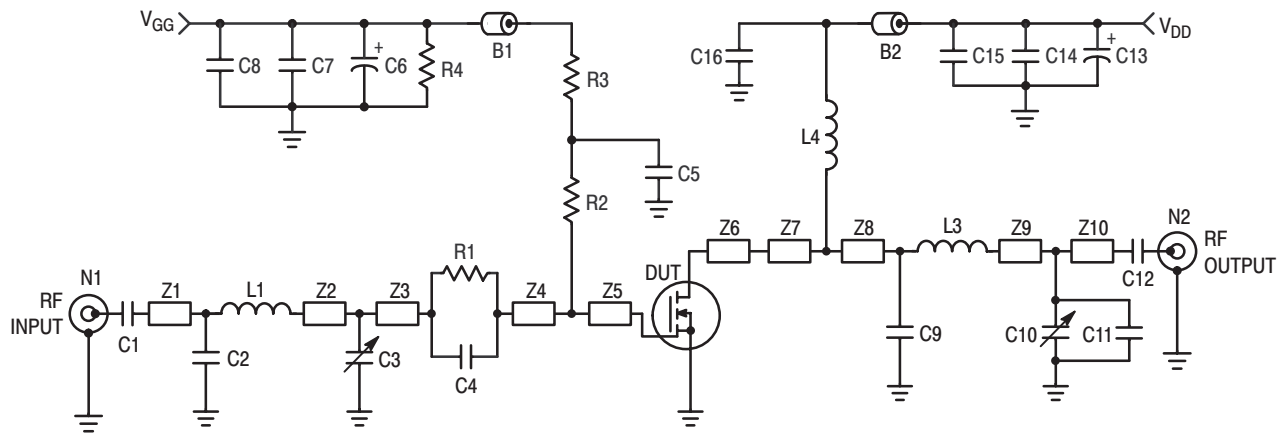 VGG
B1
B2
VDD
C8
C7
+
C6
R4
R3
C16
C15
C14
+
C13
L4
C5
R2
N2
RF
OUTPUT
Z6
Z7
Z8
L3
Z9
Z10
C12
R1
DUT
N1
RF
INPUT
Z1
L1
Z2
Z3
Z4
Z5
C1
C2
C3
C4
C9
C10
C11